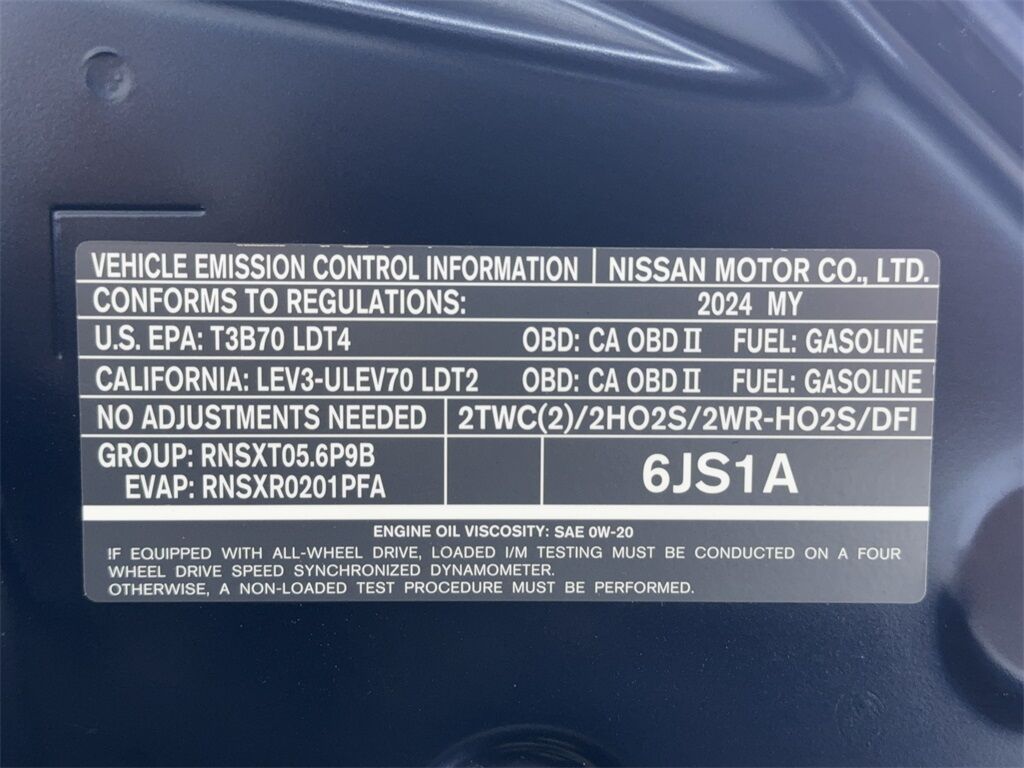 VEHICLE EMISSION CONTROL INFORMATION NISSAN MOTOR CO., LTD.
CONFORMS TO REGULATIONS: 2024 MY
U.S. EPA: T3B70 LDT4 OBD: CA OBD II FUEL: GASOLINE
CALIFORNIA: LEV3-ULEV70 LDT2 OBD: CA OBD II FUEL: GASOLINE
NO ADJUSTMENTS NEEDED 2TWC(2)/2HO2S/2WR-HO2S/DFI
GROUP: RNSXT05.6P9B
EVAP: RNSXR0201PFA
6JS1A
ENGINE OIL VISCOSITY: SAE 0W-20
IF EQUIPPED WITH ALL-WHEEL DRIVE, LOADED I/M TESTING MUST BE CONDUCTED ON A FOUR
WHEEL DRIVE SPEED SYNCHRONIZED DYNAMOMETER.
OTHERWISE, A NON-LOADED TEST PROCEDURE MUST BE PERFORMED.